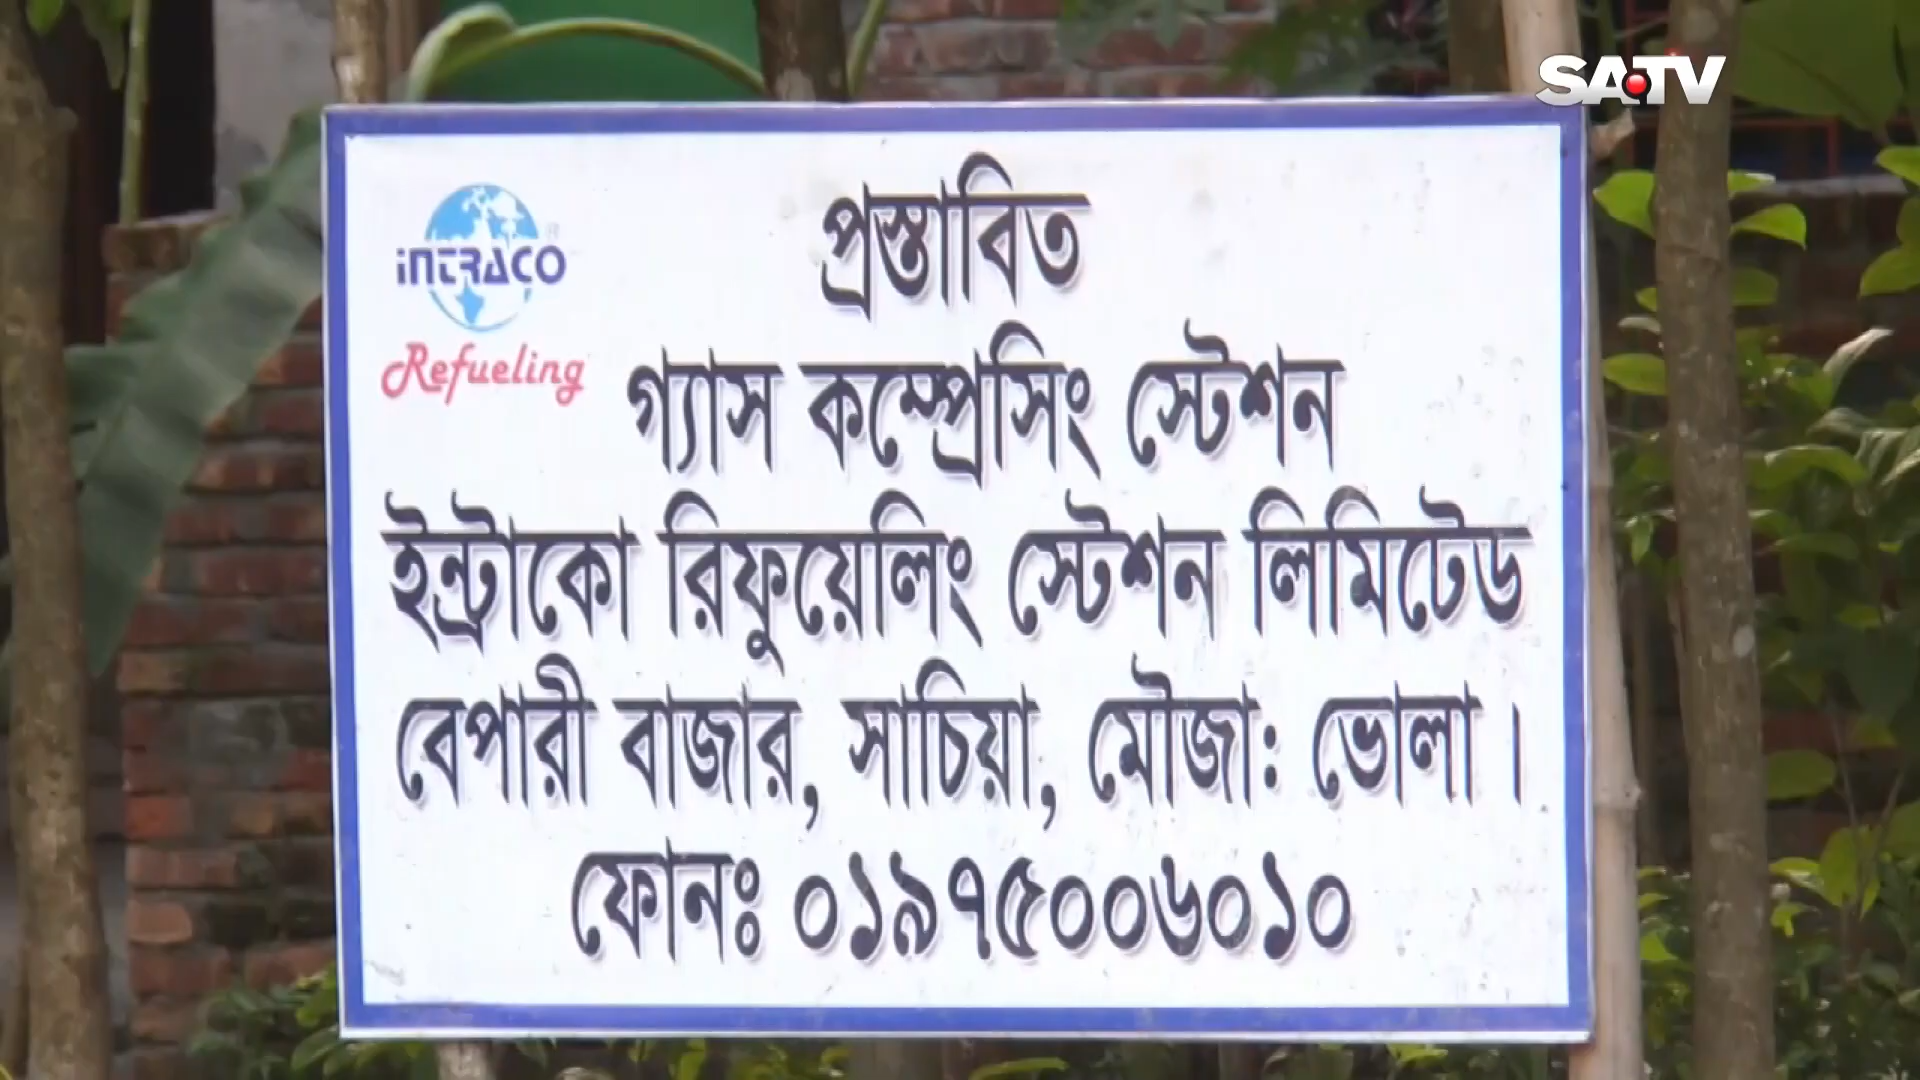 SATV
প্রস্তাবিত
INTRACO
Refueling
গ্যাস কম্প্রেসিং স্টেশন
ইন্ট্রাকো রিফুয়েলিং স্টেশন লিমিটেড
বেপারী বাজার, সাচিয়া, মৌজা: ভোলা।
ফোনঃ ০১৯৭৫০০৬০১০